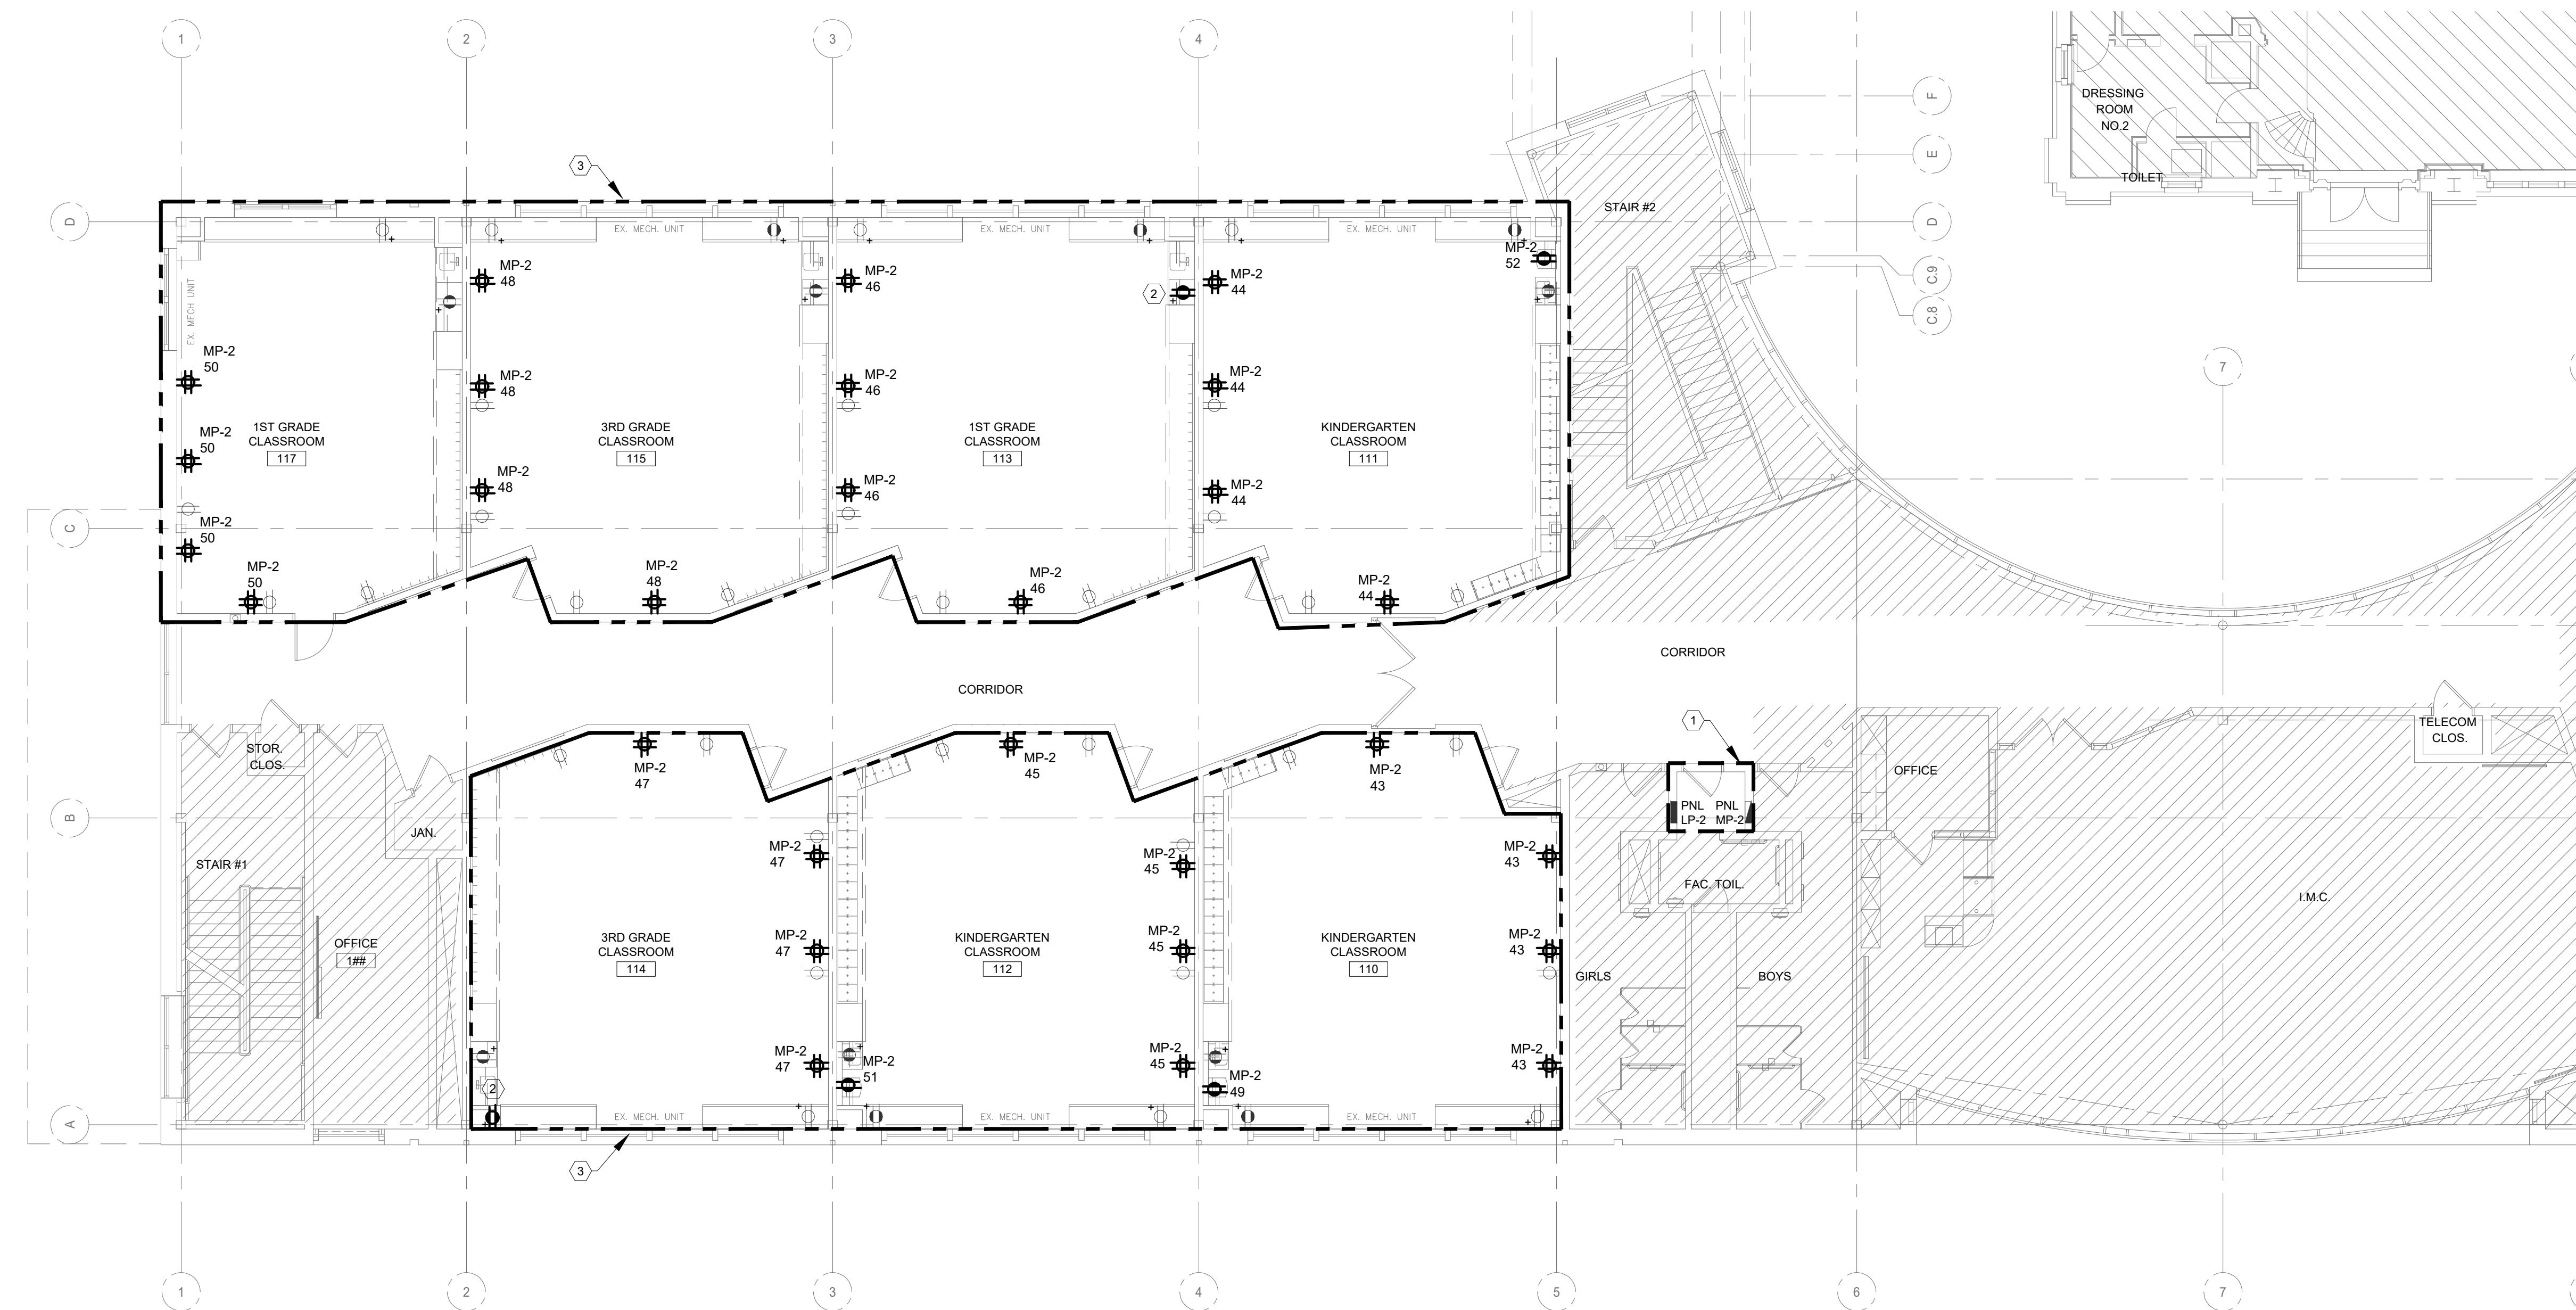 1
2
3
4
F
E
D
C.9
C.8
D
C
B
A
7
DRESSING
ROOM
NO.2
TOILET
STAIR #2
3
EX. MECH. UNIT
EX. MECH. UNIT
EX. MECH. UNIT
EX. MECH UNIT
MP-2
48
MP-2
46
2
MP-2
44
MP-2
52
MP-2
50
MP-2
48
MP-2
46
MP-2
44
1ST GRADE
CLASSROOM
117
3RD GRADE
CLASSROOM
115
1ST GRADE
CLASSROOM
113
KINDERGARTEN
CLASSROOM
111
MP-2
50
MP-2
48
MP-2
46
MP-2
44
MP-2
50
MP-2
50
MP-2
48
MP-2
46
MP-2
44
CORRIDOR
CORRIDOR
STOR.
CLOS.
JAN.
STAIR #1
OFFICE
1##
MP-2
47
MP-2
45
MP-2
43
1
PNL
LP-2
PNL
MP-2
OFFICE
TELECOM
CLOS.
MP-2
47
MP-2
45
MP-2
43
FAC. TOIL.
I.M.C.
3RD GRADE
CLASSROOM
114
MP-2
47
KINDERGARTEN
CLASSROOM
112
MP-2
45
KINDERGARTEN
CLASSROOM
110
MP-2
43
GIRLS
BOYS
2
MP-2
47
MP-2
51
MP-2
45
MP-2
49
MP-2
43
EX. MECH. UNIT
EX. MECH. UNIT
EX. MECH. UNIT
3
1
2
3
4
5
6
7